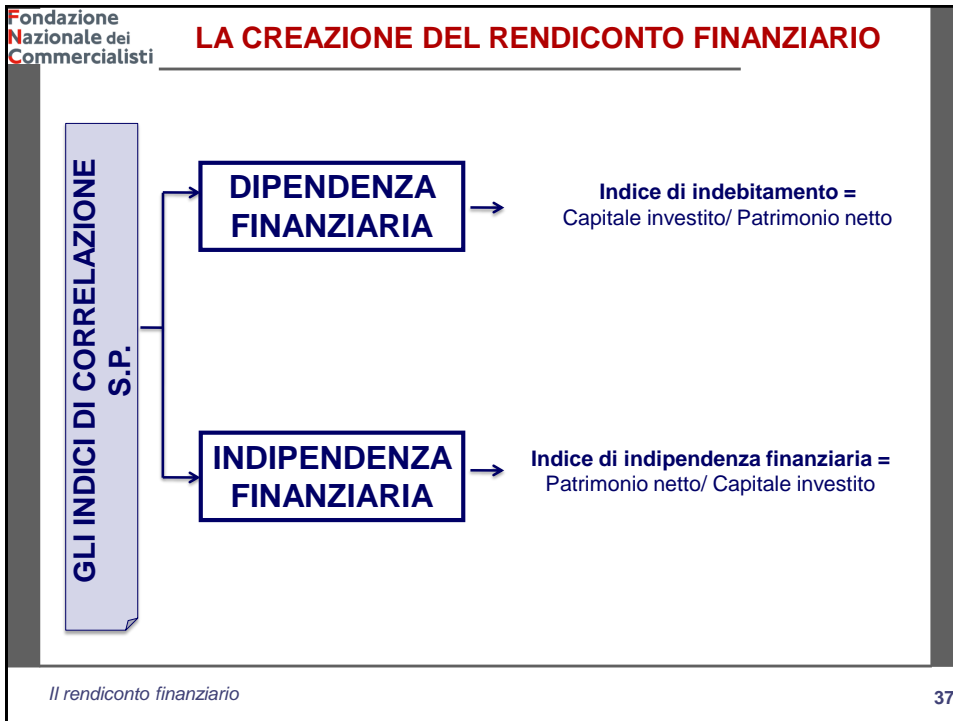 Fondazione
Nazionale dei
Commercialisti
LA CREAZIONE DEL RENDICONTO FINANZIARIO
GLI INDICI DI CORRELAZIONE
S.P.
DIPENDENZA
FINANZIARIA
Indice di indebitamento =
Capitale investito/ Patrimonio netto
INDIPENDENZA
FINANZIARIA
Indice di indipendenza finanziaria =
Patrimonio netto/ Capitale investito
Il rendiconto finanziario
37